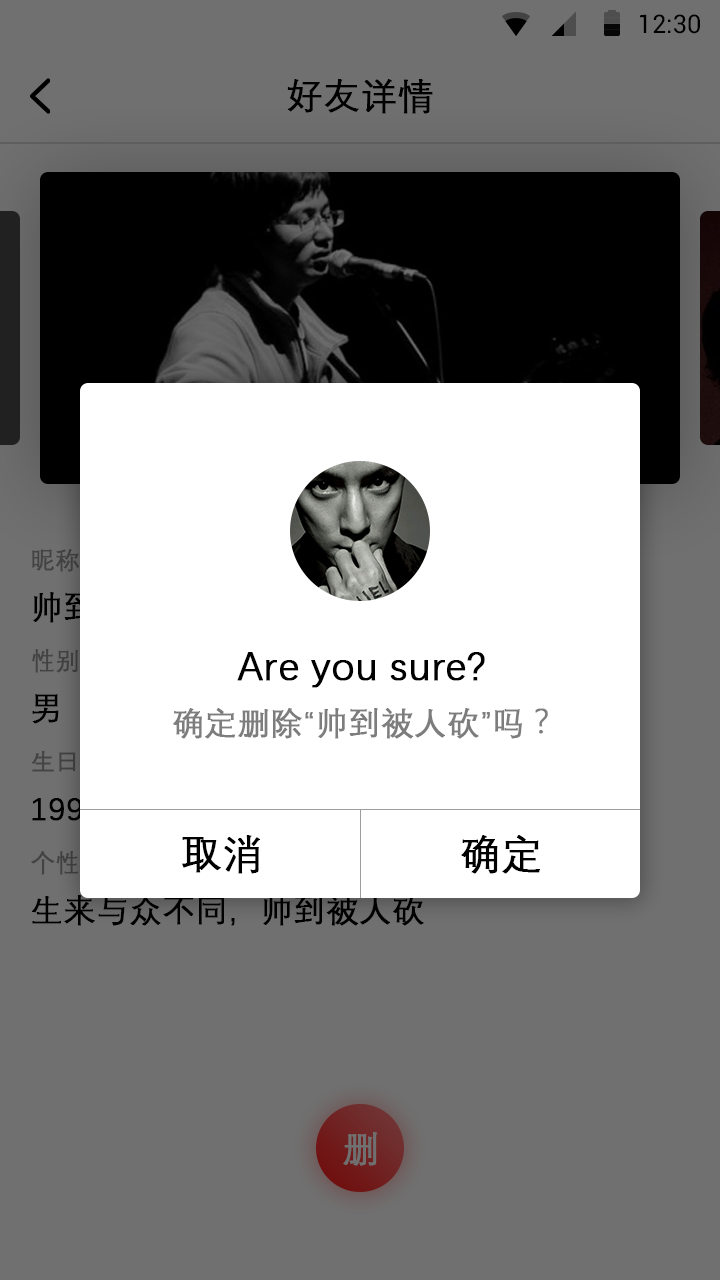 12:30
好友详情
昵称
帅到
Are you sure?
性别
确定删除“帅到被人砍”吗？
男
生日
199
取消
确定
个性
生来与众不同，帅到被人砍
删